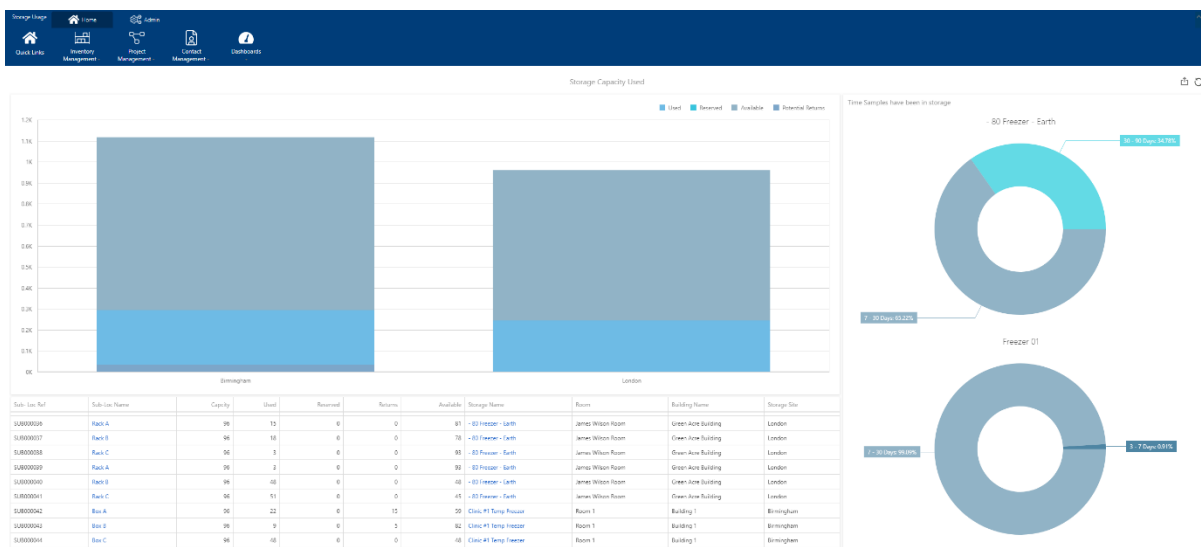 Storage Usage
Home
Admin
Quick Links
Inventory Management
Project Management
Contact Management
Dashboards
Storage Capacity Used
Used Reserved Available Potential Returns
1.2K
1.1K
1K
0.9K
0.8K
0.7K
0.6K
0.5K
0.4K
0.3K
0.2K
0.1K
0K
Birmingham London
Time Samples have been in storage
- 80 Freezer - Earth
30 - 90 Days: 34.78%
7 - 30 Days: 65.22%
Freezer 01
7 - 30 Days: 99.09%
3 - 7 Days: 0.91%
Sub- Loc Ref Sub-Loc Name Capcity Used Reserved Returns Available Storage Name Room Building Name Storage Site
SUB000036 Rack A 96 15 0 0 81 - 80 Freezer - Earth James Wilson Room Green Acre Building London
SUB000037 Rack B 96 18 0 0 78 - 80 Freezer - Earth James Wilson Room Green Acre Building London
SUB000038 Rack C 96 3 0 0 93 - 80 Freezer - Earth James Wilson Room Green Acre Building London
SUB000039 Rack A 96 3 0 0 93 - 80 Freezer - Earth James Wilson Room Green Acre Building London
SUB000040 Rack B 96 48 0 0 48 - 80 Freezer - Earth James Wilson Room Green Acre Building London
SUB000041 Rack C 96 51 0 0 45 - 80 Freezer - Earth James Wilson Room Green Acre Building London
SUB000042 Box A 96 22 0 15 59 Clinic #1 Temp Freezer Room 1 Building 1 Birmingham
SUB000043 Box B 96 9 0 5 82 Clinic #1 Temp Freezer Room 1 Building 1 Birmingham
SUB000044 Box C 96 48 0 0 48 Clinic #1 Temp Freezer Room 1 Building 1 Birmingham